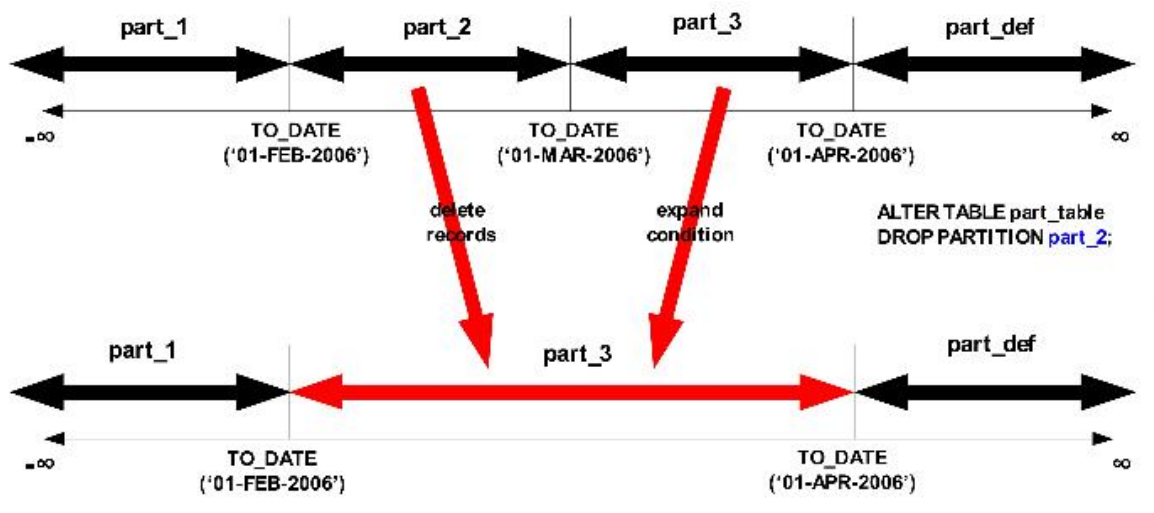 part_1 part_2 part_3 part_def
-∞ TO_DATE TO_DATE TO_DATE ∞
('01-FEB-2006') ('01-MAR-2006') ('01-APR-2006')
delete expand ALTER TABLE part_table
records condition DROP PARTITION part_2;
part_1 part_3 part_def
-∞ TO_DATE TO_DATE ∞
('01-FEB-2006') ('01-APR-2006')